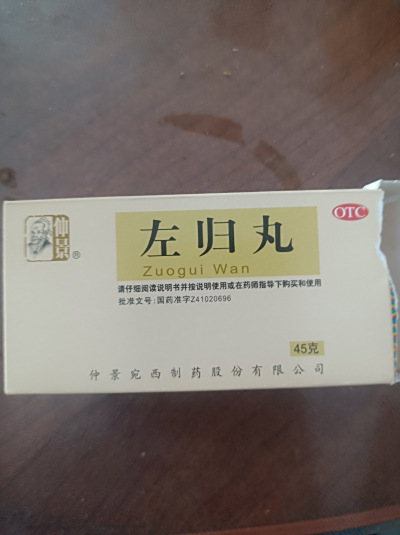 仲景®
OTC
左归丸
Zuogui Wan
请仔细阅读说明书并按说明使用或在药师指导下购买和使用
批准文号:国药准字Z41020696
45克
仲景宛西制药股份有限公司